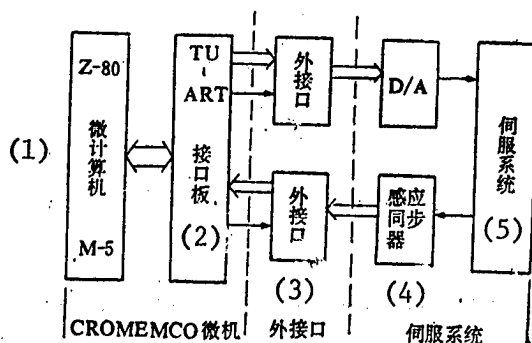 (1)
Z-80
微计算机
M-5
TU
-
ART
接口板
(2)
外接口
外接口
(3)
D/A
感应
同步
器
(4)
伺服系统
(5)
CROMEMCO微机
外接口
伺服系统